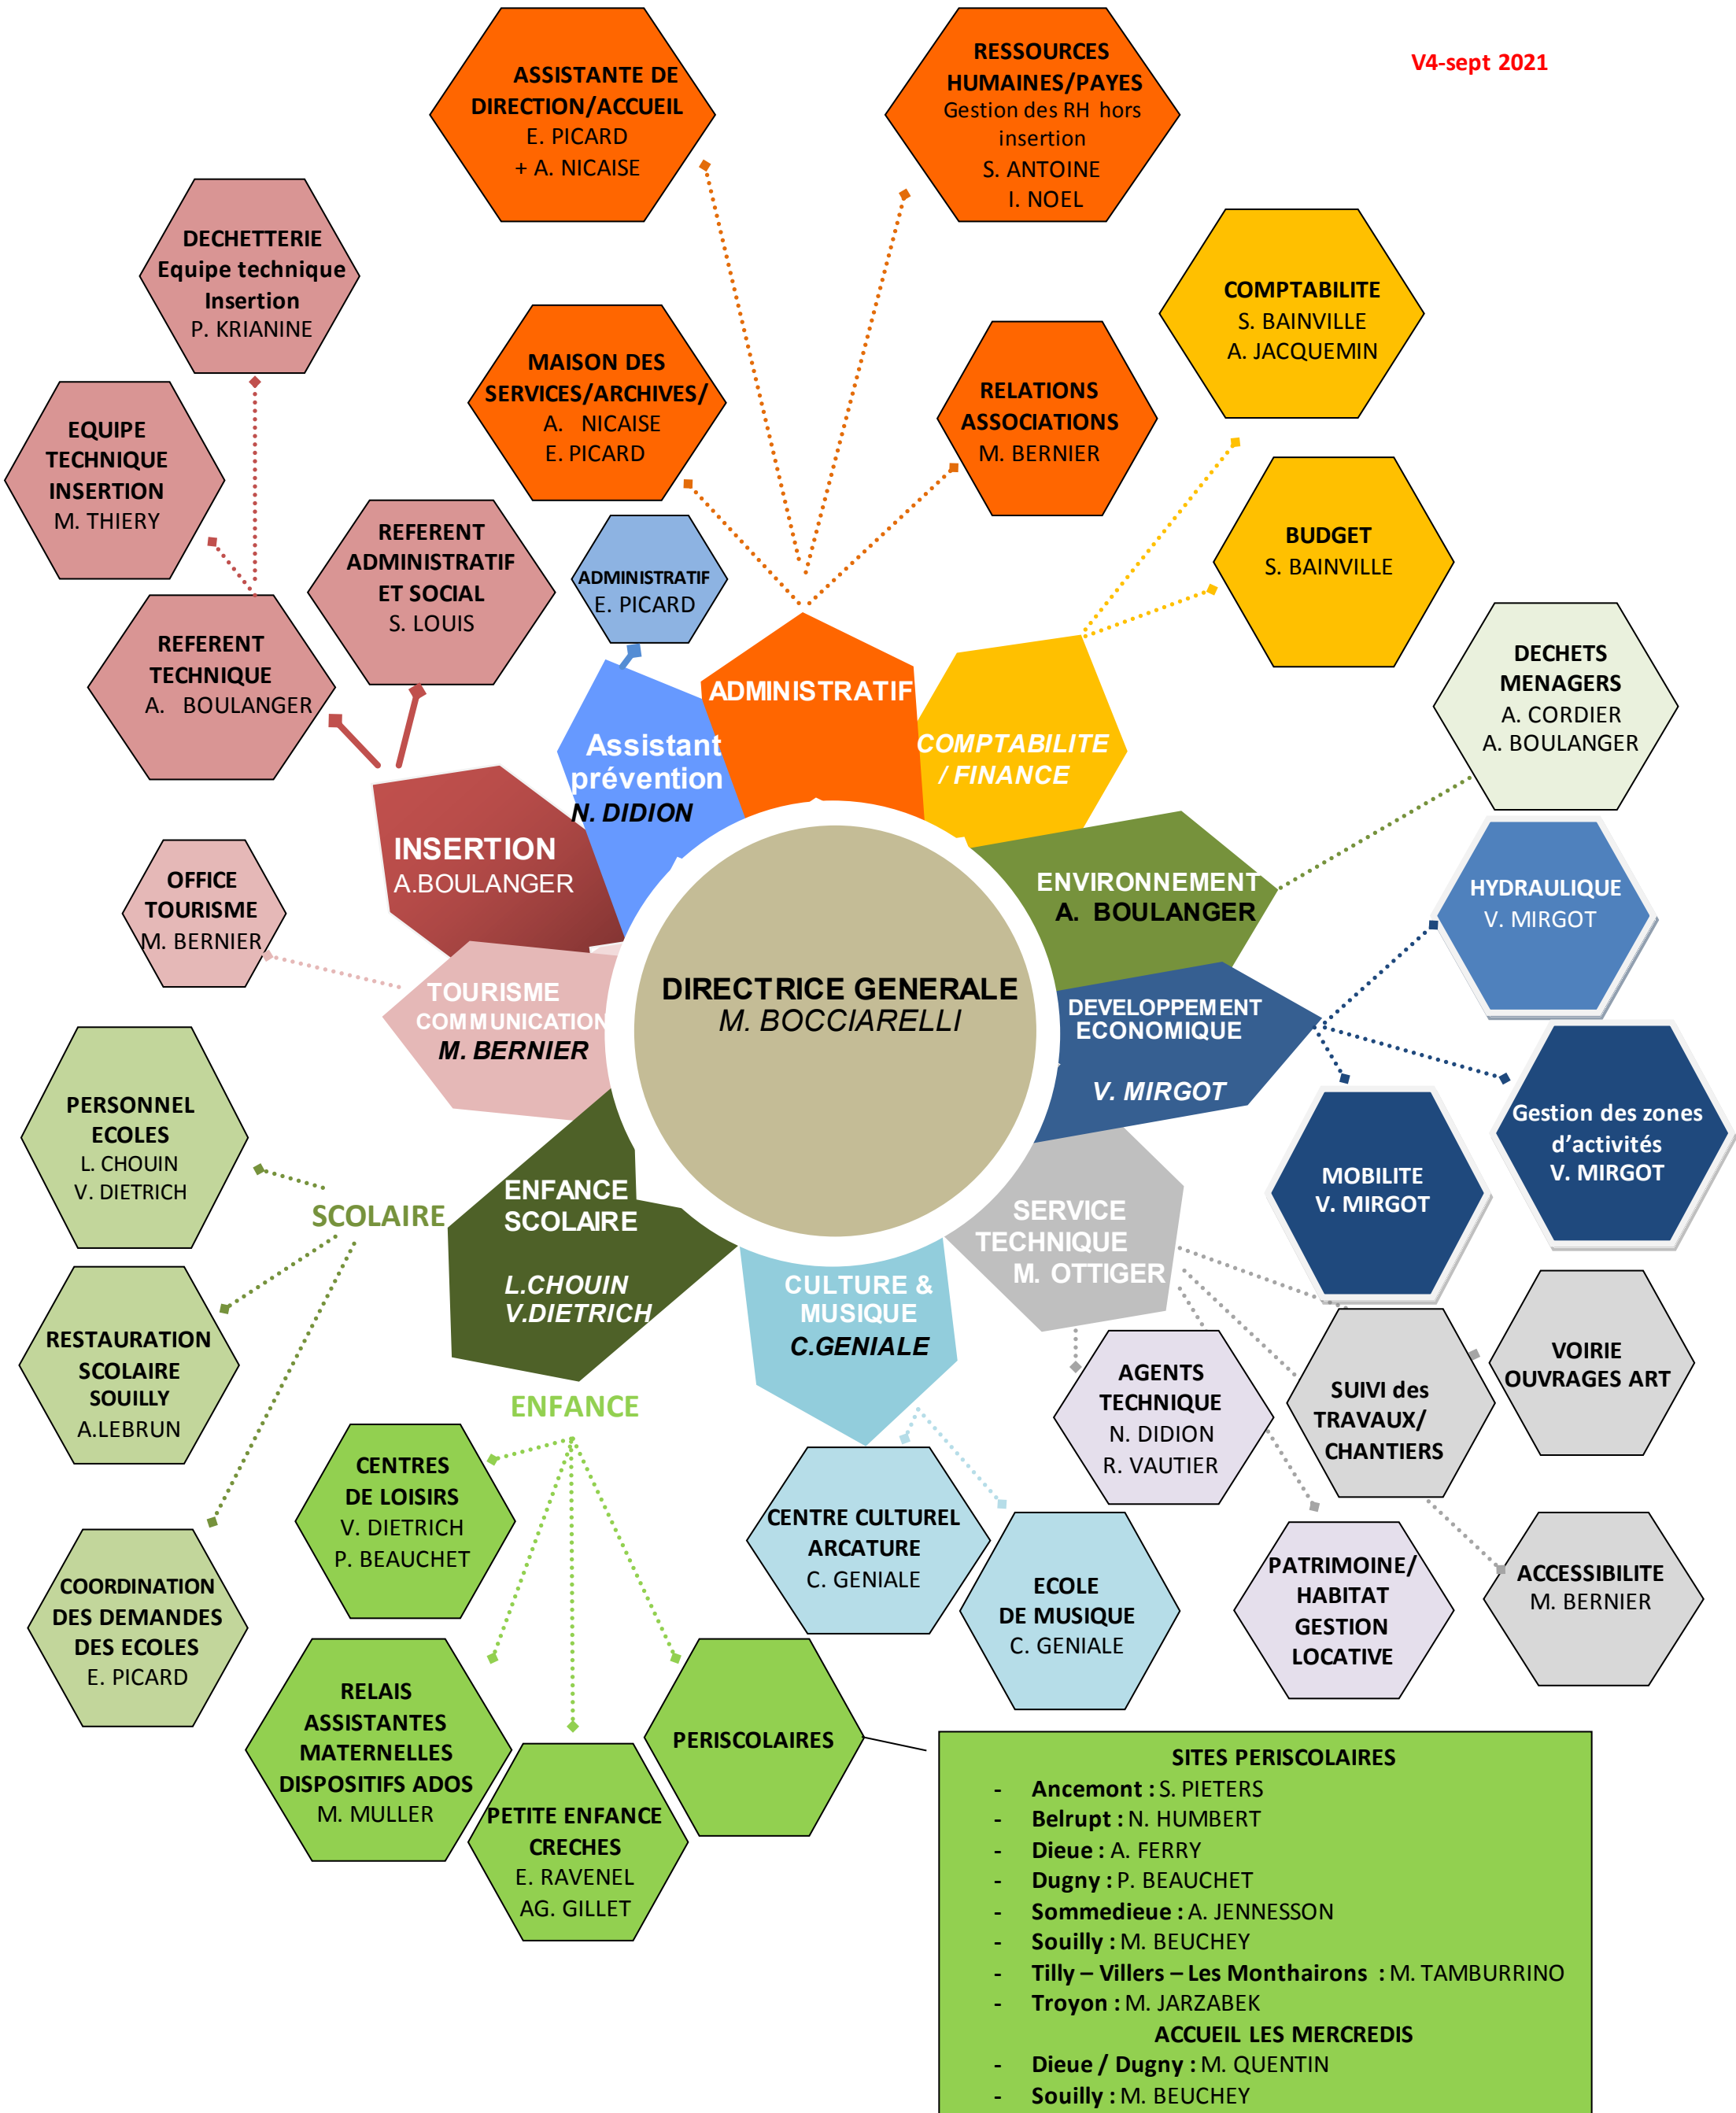 V4-sept 2021
ASSISTANTE DE
DIRECTION/ACCUEIL
E. PICARD
+ A. NICAISE
RESSOURCES
HUMAINES/PAYES
Gestion des RH hors
insertion
S. ANTOINE
I. NOEL
DECHETTERIE
Equipe technique
Insertion
P. KRIANINE
COMPTABILITE
S. BAINVILLE
A. JACQUEMIN
MAISON DES
SERVICES/ARCHIVES/
A. NICAISE
E. PICARD
RELATIONS
ASSOCIATIONS
M. BERNIER
EQUIPE
TECHNIQUE
INSERTION
M. THIERY
BUDGET
S. BAINVILLE
REFERENT
ADMINISTRATIF
ET SOCIAL
S. LOUIS
ADMINISTRATIF
E. PICARD
REFERENT
TECHNIQUE
A. BOULANGER
DECHETS
MENAGERS
A. CORDIER
A. BOULANGER
ADMINISTRATIF
Assistant
prévention
N. DIDION
COMPTABILITE
/ FINANCE
INSERTION
A.BOULANGER
ENVIRONNEMENT
A. BOULANGER
HYDRAULIQUE
V. MIRGOT
OFFICE
TOURISME
M. BERNIER
DIRECTRICE GENERALE
M. BOCCIARELLI
TOURISME
COMMUNICATION
M. BERNIER
DEVELOPPEMENT
ECONOMIQUE
V. MIRGOT
Gestion des zones
d'activités
V. MIRGOT
MOBILITE
V. MIRGOT
PERSONNEL
ECOLES
L. CHOUIN
V. DIETRICH
SCOLAIRE
ENFANCE
SCOLAIRE
L.CHOUIN
V.DIETRICH
SERVICE
TECHNIQUE
M. OTTIGER
CULTURE &
MUSIQUE
C.GENIALE
RESTAURATION
SCOLAIRE
SOUILLY
A.LEBRUN
ENFANCE
AGENTS
TECHNIQUE
N. DIDION
R. VAUTIER
SUIVI des
TRAVAUX/
CHANTIERS
VOIRIE
OUVRAGES ART
CENTRES
DE LOISIRS
V. DIETRICH
P. BEAUCHET
CENTRE CULTUREL
ARCATURE
C. GENIALE
ECOLE
DE MUSIQUE
C. GENIALE
PATRIMOINE/
HABITAT
GESTION
LOCATIVE
ACCESSIBILITE
M. BERNIER
COORDINATION
DES DEMANDES
DES ECOLES
E. PICARD
RELAIS
ASSISTANTES
MATERNELLES
DISPOSITIFS ADOS
M. MULLER
PETITE ENFANCE
CRECHES
E. RAVENEL
AG. GILLET
PERISCOLAIRES
SITES PERISCOLAIRES
- Ancemont : S. PIETERS
- Belrupt : N. HUMBERT
- Dieue : A. FERRY
- Dugny : P. BEAUCHET
- Sommedieue : A. JENNESSON
- Souilly : M. BEUCHEY
- Tilly – Villers – Les Monthairons : M. TAMBURRINO
- Troyon : M. JARZABEK
ACCUEIL LES MERCREDIS
- Dieue / Dugny : M. QUENTIN
- Souilly : M. BEUCHEY